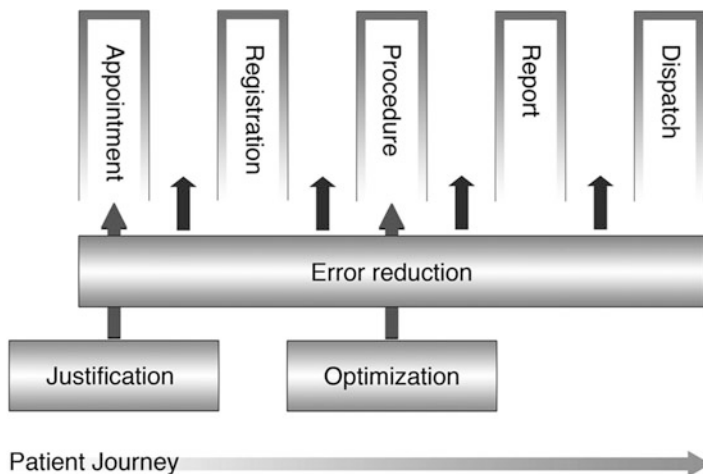 Appointment
Registration
Procedure
Report
Dispatch
Error reduction
Justification
Optimization
Patient Journey